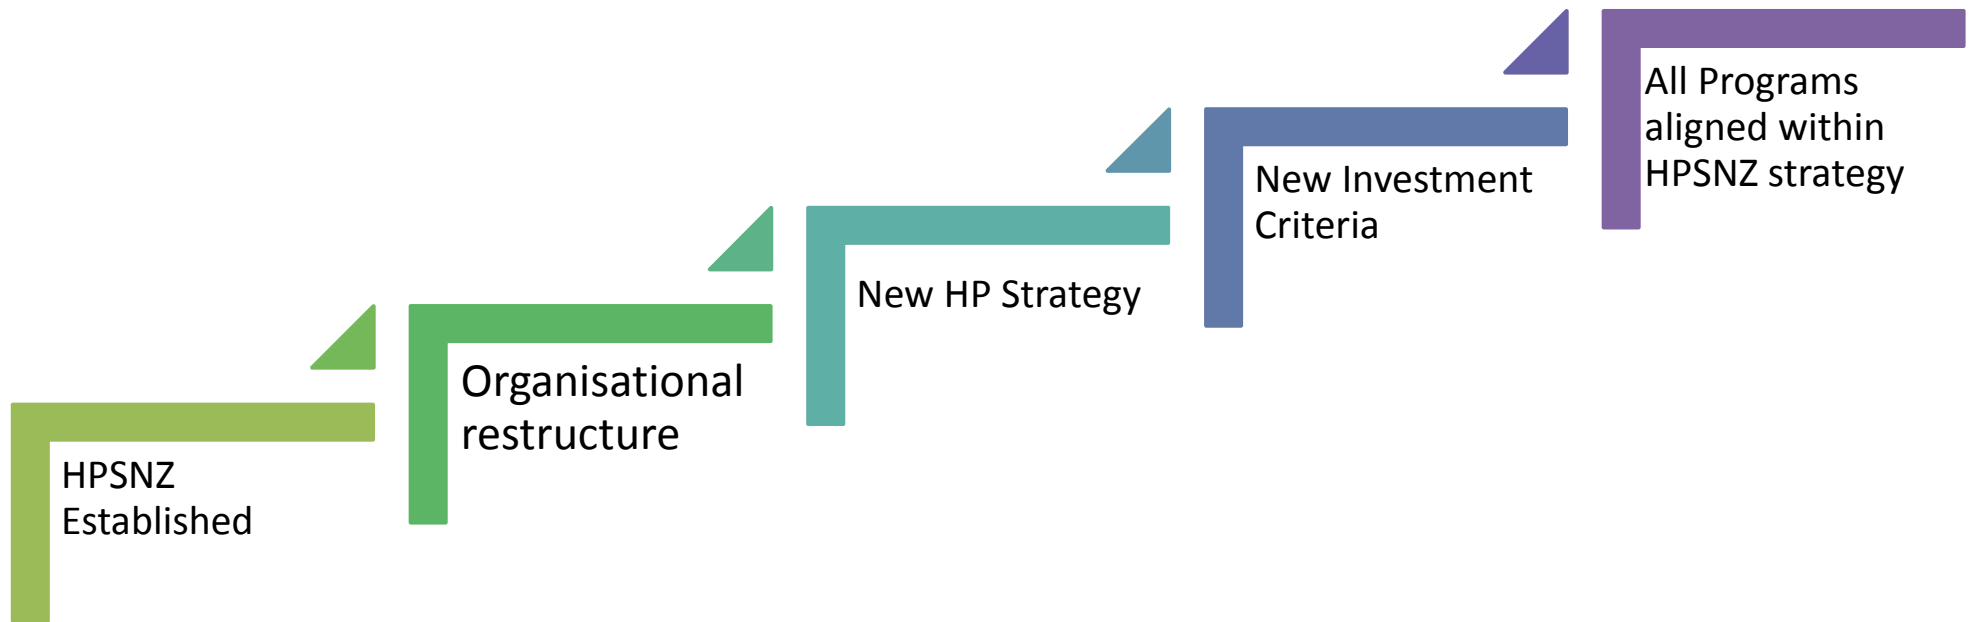 HPSNZ
Established
Organisational
restructure
New HP Strategy
New Investment
Criteria
All Programs
aligned within
HPSNZ strategy